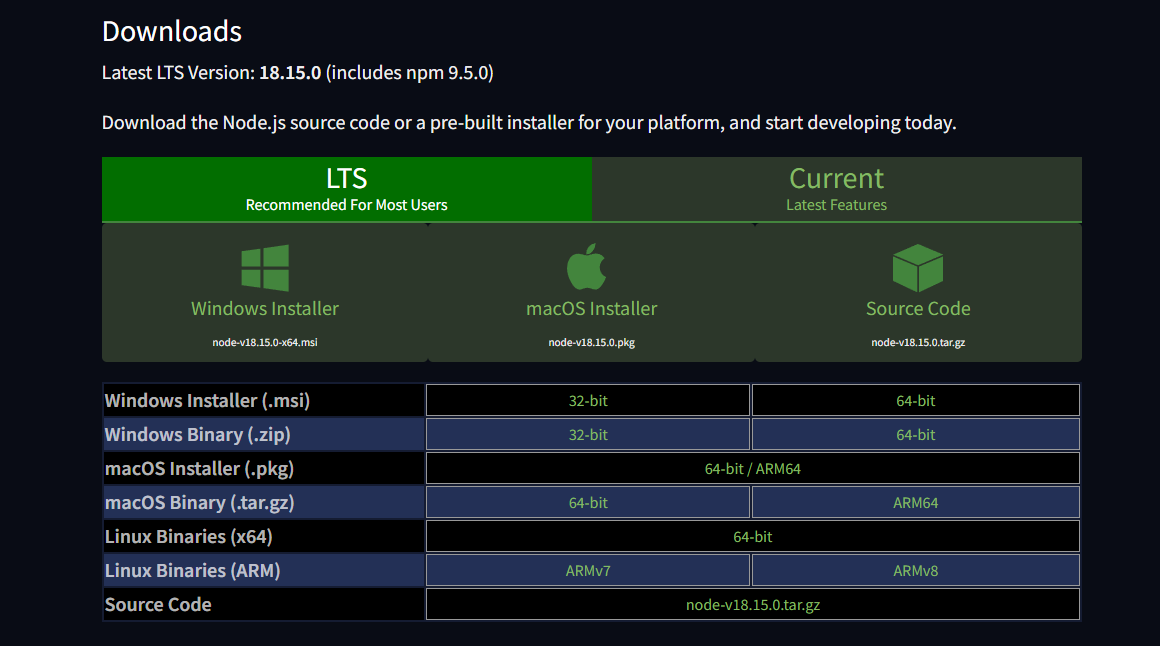 Downloads
Latest LTS Version: 18.15.0 (includes npm 9.5.0)
Download the Node.js source code or a pre-built installer for your platform, and start developing today.
LTS
Recommended For Most Users
Current
Latest Features
Windows Installer
node-v18.15.0-x64.msi
macOS Installer
node-v18.15.0.pkg
Source Code
node-v18.15.0.tar.gz
Windows Installer (.msi) 32-bit 64-bit
Windows Binary (.zip) 32-bit 64-bit
macOS Installer (.pkg) 64-bit / ARM64
macOS Binary (.tar.gz) 64-bit ARM64
Linux Binaries (x64) 64-bit
Linux Binaries (ARM) ARMv7 ARMv8
Source Code node-v18.15.0.tar.gz